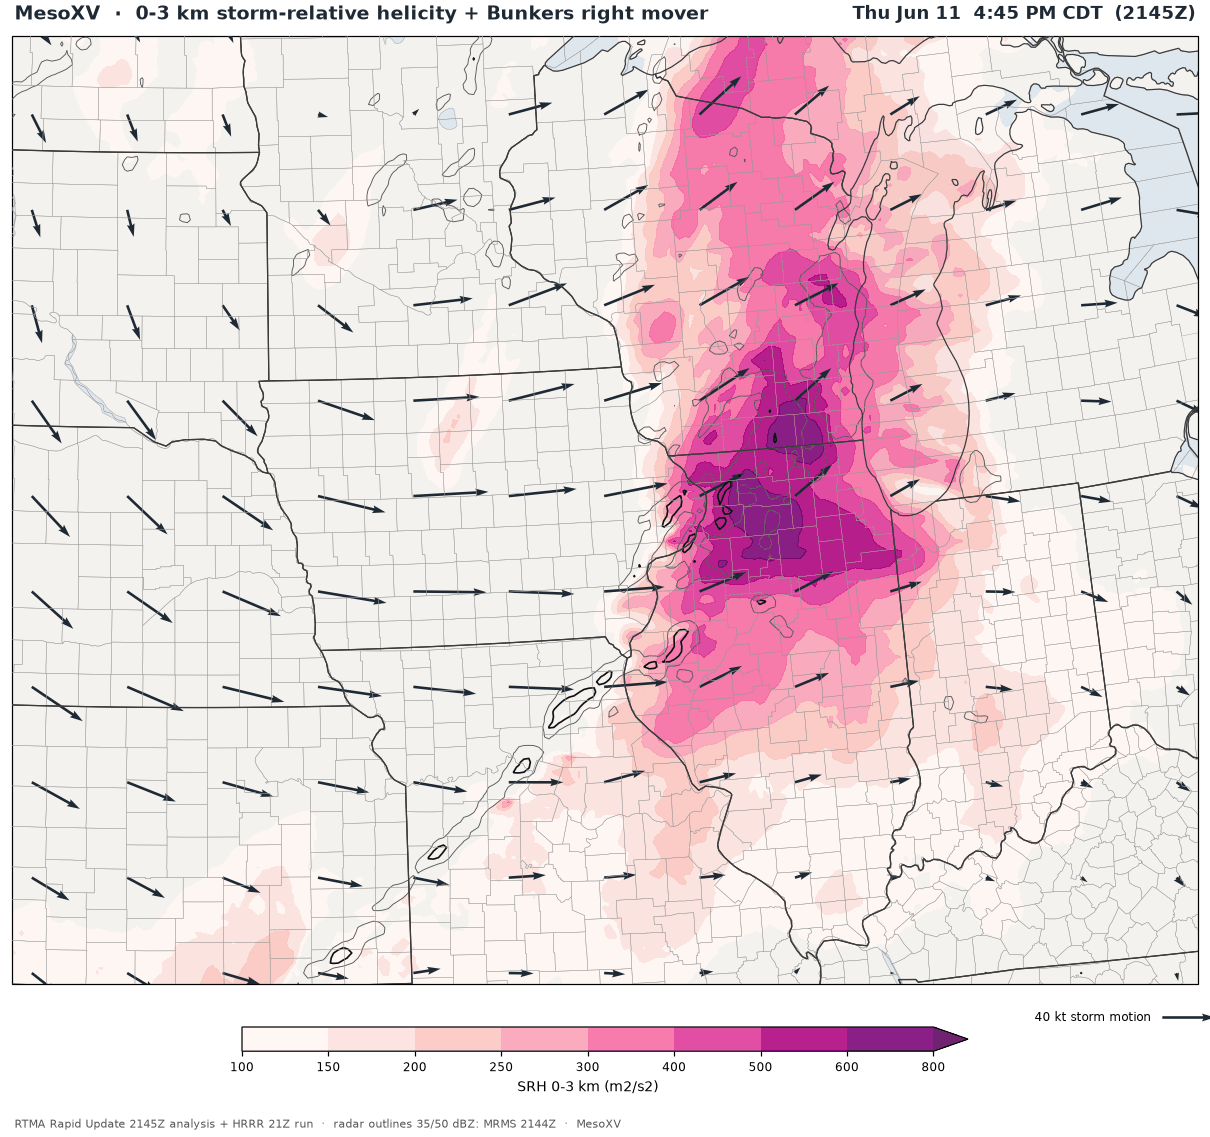 MesoXV · 0-3 km storm-relative helicity + Bunkers right mover
Thu Jun 11 4:45 PM CDT (2145Z)
40 kt storm motion
100 150 200 250 300 400 500 600 800
SRH 0-3 km (m2/s2)
RTMA Rapid Update 2145Z analysis + HRRR 21Z run · radar outlines 35/50 dBZ: MRMS 2144Z · MesoXV